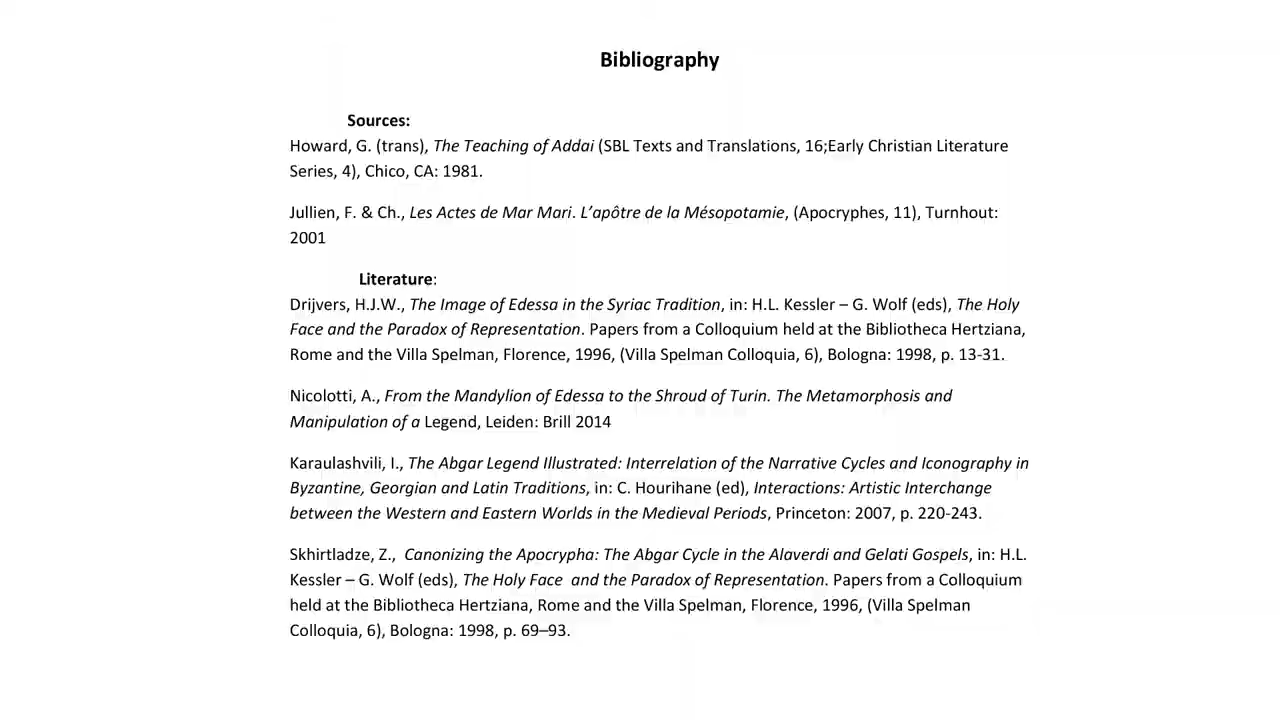 Bibliography
Sources:
Howard, G. (trans), The Teaching of Addai (SBL Texts and Translations, 16;Early Christian Literature
Series, 4), Chico, CA: 1981.
Jullien, F. & Ch., Les Actes de Mar Mari. L’apôtre de la Mésopotamie, (Apocryphes, 11), Turnhout:
2001
Literature:
Drijvers, H.J.W., The Image of Edessa in the Syriac Tradition, in: H.L. Kessler – G. Wolf (eds), The Holy
Face and the Paradox of Representation. Papers from a Colloquium held at the Bibliotheca Hertziana,
Rome and the Villa Spelman, Florence, 1996, (Villa Spelman Colloquia, 6), Bologna: 1998, p. 13-31.
Nicolotti, A., From the Mandylion of Edessa to the Shroud of Turin. The Metamorphosis and
Manipulation of a Legend, Leiden: Brill 2014
Karaulashvili, I., The Abgar Legend Illustrated: Interrelation of the Narrative Cycles and Iconography in
Byzantine, Georgian and Latin Traditions, in: C. Hourihane (ed), Interactions: Artistic Interchange
between the Western and Eastern Worlds in the Medieval Periods, Princeton: 2007, p. 220-243.
Skhirtladze, Z., Canonizing the Apocrypha: The Abgar Cycle in the Alaverdi and Gelati Gospels, in: H.L.
Kessler – G. Wolf (eds), The Holy Face and the Paradox of Representation. Papers from a Colloquium
held at the Bibliotheca Hertziana, Rome and the Villa Spelman, Florence, 1996, (Villa Spelman
Colloquia, 6), Bologna: 1998, p. 69–93.